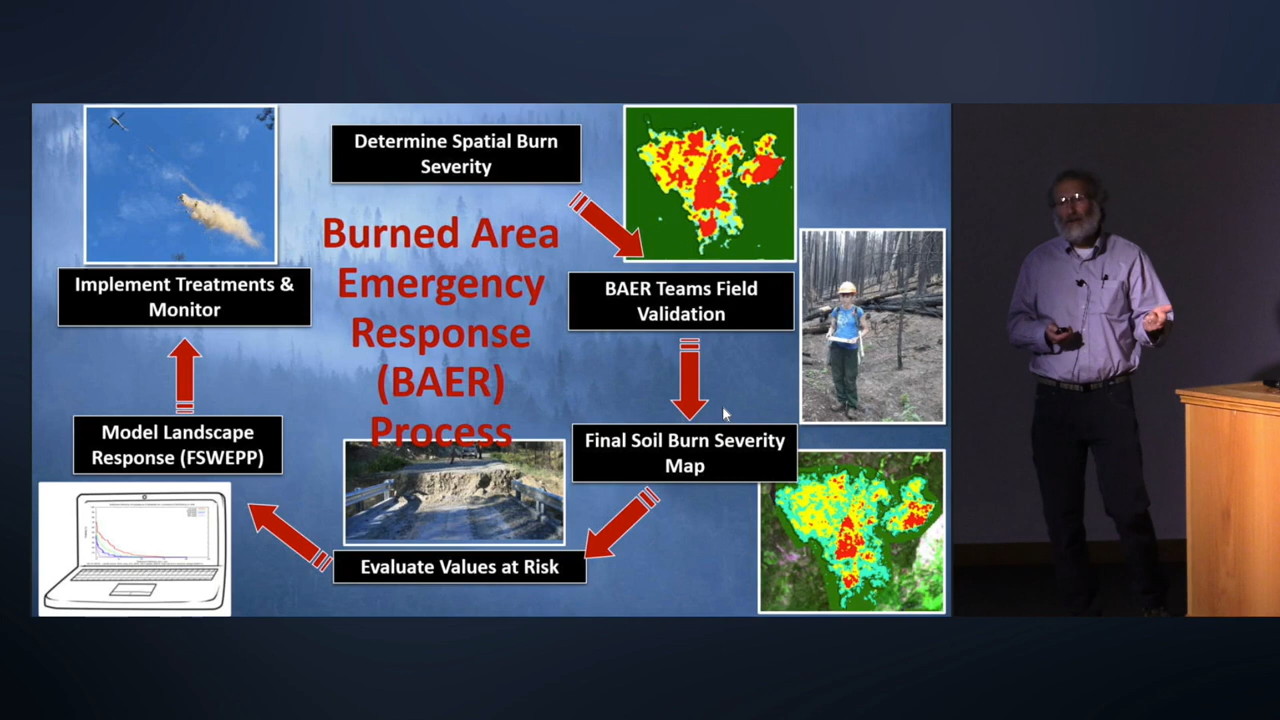 Determine Spatial Burn
Severity
Burned Area
Emergency
Response
(BAER)
Process
BAER Teams Field
Validation
Final Soil Burn Severity
Map
Evaluate Values at Risk
Model Landscape
Response (FSWEPP)
Implement Treatments &
Monitor